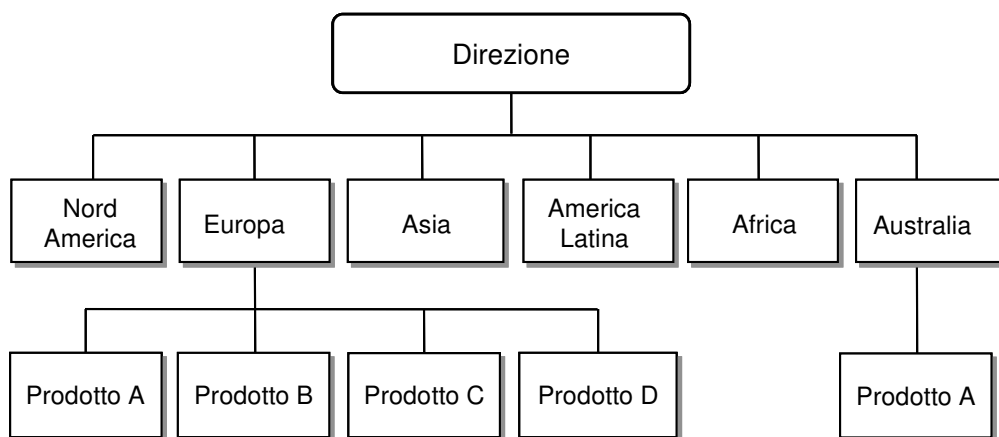 Direzione
Nord
America
Europa
Asia
America
Latina
Africa
Australia
Prodotto A
Prodotto B
Prodotto C
Prodotto D
Prodotto A